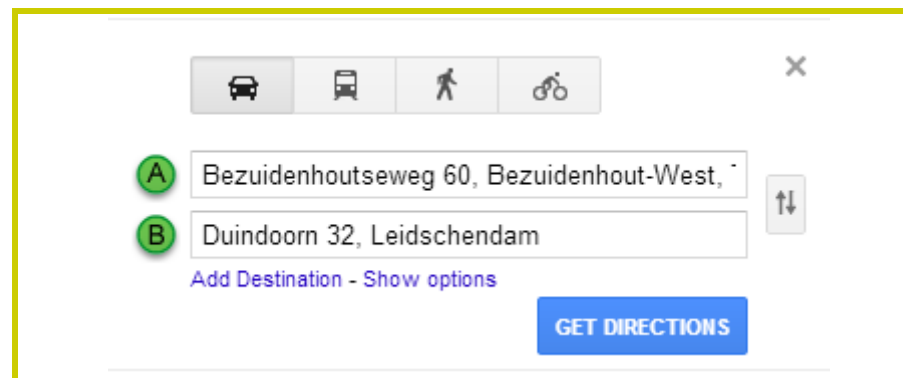 A Bezuidenhoutseweg 60, Bezuidenhout-West,
B Duindoorn 32, Leidschendam
Add Destination - Show options
GET DIRECTIONS